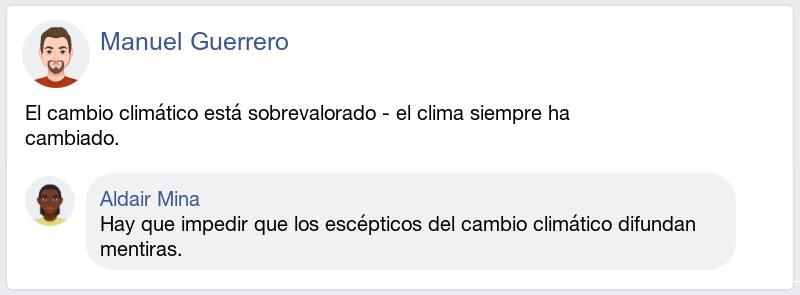 Manuel Guerrero
El cambio climático está sobrevalorado - el clima siempre ha
cambiado.
Aldair Mina
Hay que impedir que los escépticos del cambio climático difundan
mentiras.